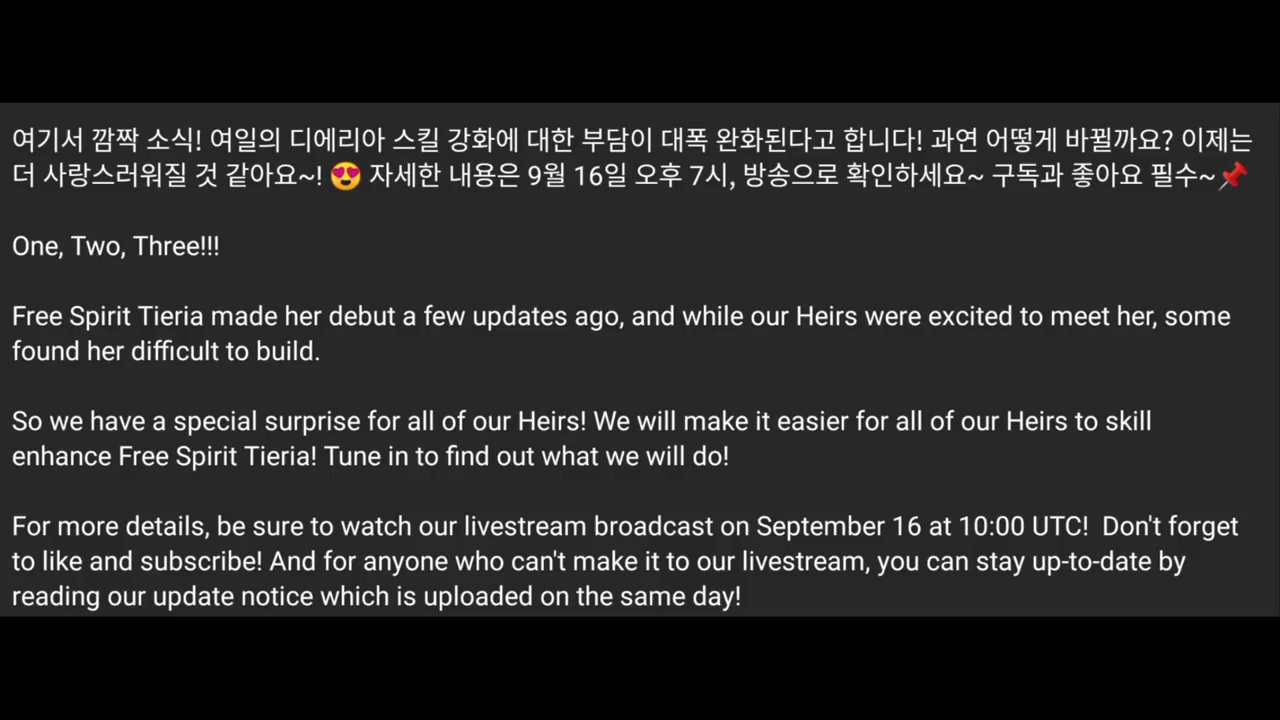 여기서 깜짝 소식! 여일의 디에리아 스킬 강화에 대한 부담이 대폭 완화된다고 합니다! 과연 어떻게 바뀔까요? 이제는
더 사랑스러워질 것 같아요~! 😍 자세한 내용은 9월 16일 오후 7시, 방송으로 확인하세요~ 구독과 좋아요 필수~📌
One, Two, Three!!!
Free Spirit Tieria made her debut a few updates ago, and while our Heirs were excited to meet her, some
found her difficult to build.
So we have a special surprise for all of our Heirs! We will make it easier for all of our Heirs to skill
enhance Free Spirit Tieria! Tune in to find out what we will do!
For more details, be sure to watch our livestream broadcast on September 16 at 10:00 UTC!  Don't forget
to like and subscribe! And for anyone who can't make it to our livestream, you can stay up-to-date by
reading our update notice which is uploaded on the same day!